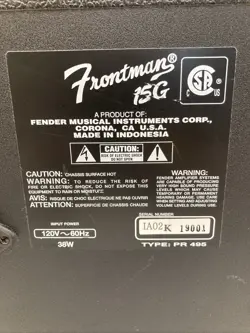 Frontman®
15G
CSA
®
C US
A PRODUCT OF:
FENDER MUSICAL INSTRUMENTS CORP.,
CORONA, CA U.S.A.
MADE IN INDONESIA
CAUTION:
RISK OF ELECTRIC SHOCK
DO NOT OPEN
CAUTION: CHASSIS SURFACE HOT
WARNING: TO REDUCE THE RISK OF
FIRE OR ELECTRIC SHOCK, DO NOT EXPOSE
THIS EQUIPMENT TO RAIN OR MOISTURE
AVIS: RISQUE DE CHOC ELECTRIQUE NE PAS OUVRIR
ATTENTION: SURFACE CHASSIS CHAUDE
WARNING:
FENDER AMPLIFIER SYSTEMS
ARE CAPABLE OF PRODUCING
VERY HIGH SOUND PRESSURE
LEVELS WHICH MAY CAUSE
TEMPORARY OR PERMANENT
HEARING DAMAGE. USE CARE
WHEN SETTING AND ADJUSTING
VOLUME LEVELS DURING USE.
INPUT POWER
120V~60Hz
38W
SERIAL NUMBER
IA02K 19001
TYPE: PR 495